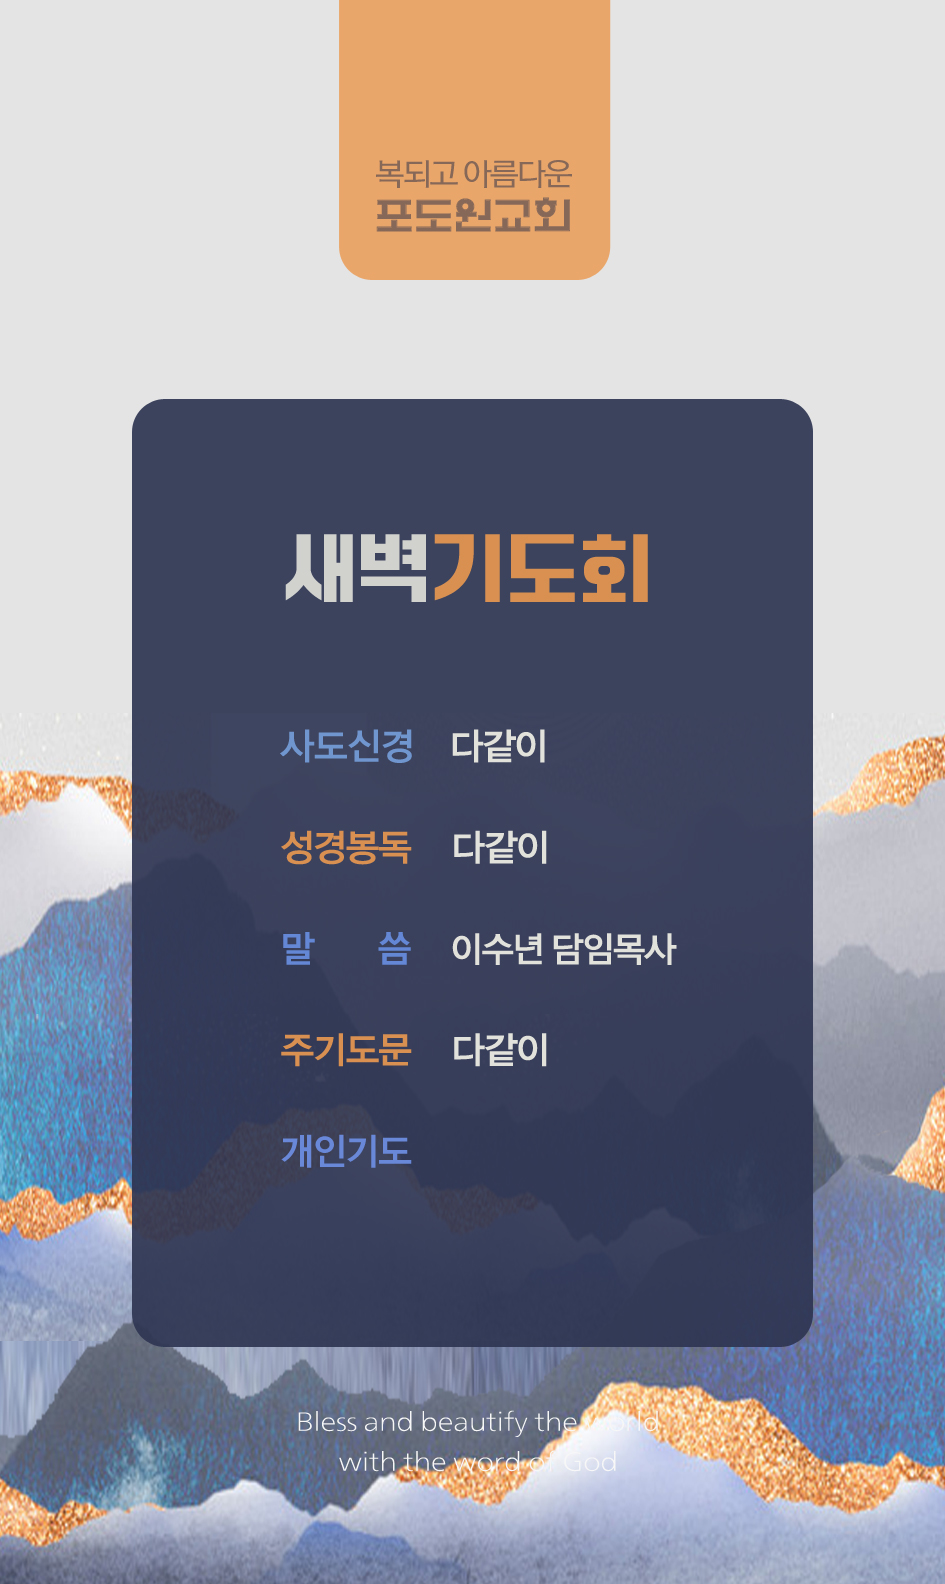 복되고 아름다운
포도원교회
새벽기도회
사도신경 다같이
성경봉독 다같이
말 씀 이수년 담임목사
주기도문 다같이
개인기도
Bless and beautify the world
with the word of God